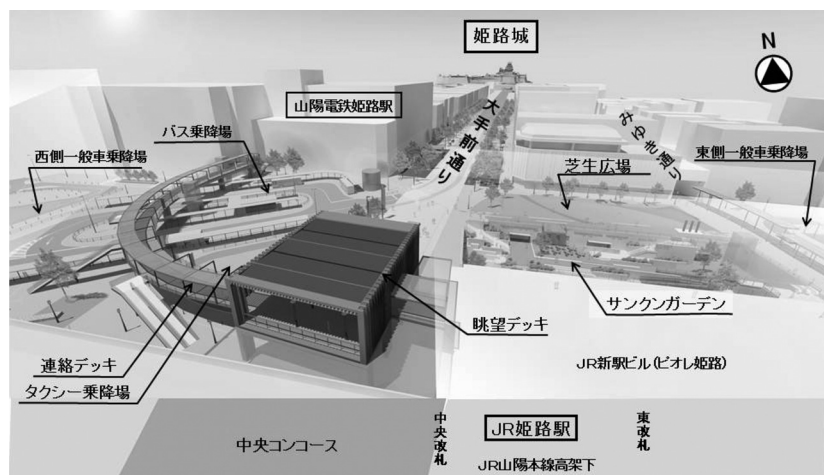 姫路城
N
山陽電鉄姫路駅
大手前通り
みゆき通り
バス乗降場
西側一般車乗降場
東側一般車乗降場
芝生広場
サンクンガーデン
眺望デッキ
連絡デッキ
タクシー乗降場
JR新駅ビル(ピオレ姫路)
中央コンコース
中央改札
JR姫路駅
東改札
JR山陽本線高架下